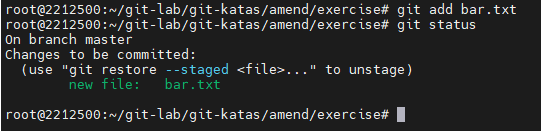 root@2212500:~/git-lab/git-katas/amend/exercise# git add bar.txt
root@2212500:~/git-lab/git-katas/amend/exercise# git status
On branch master
Changes to be committed:
  (use "git restore --staged <file>..." to unstage)
        new file:   bar.txt

root@2212500:~/git-lab/git-katas/amend/exercise#